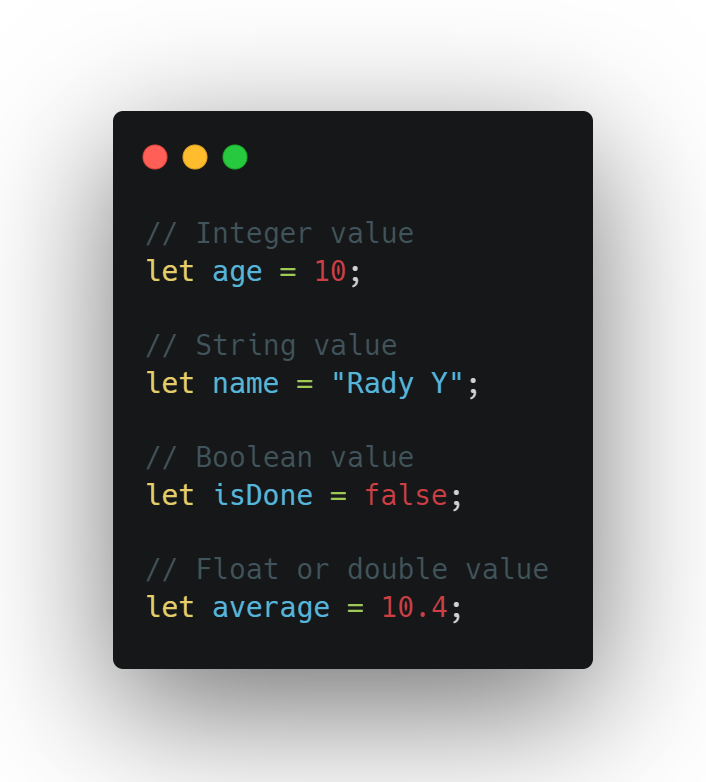 // Integer value
let age = 10;
// String value
let name = "Rady Y";
// Boolean value
let isDone = false;
// Float or double value
let average = 10.4;